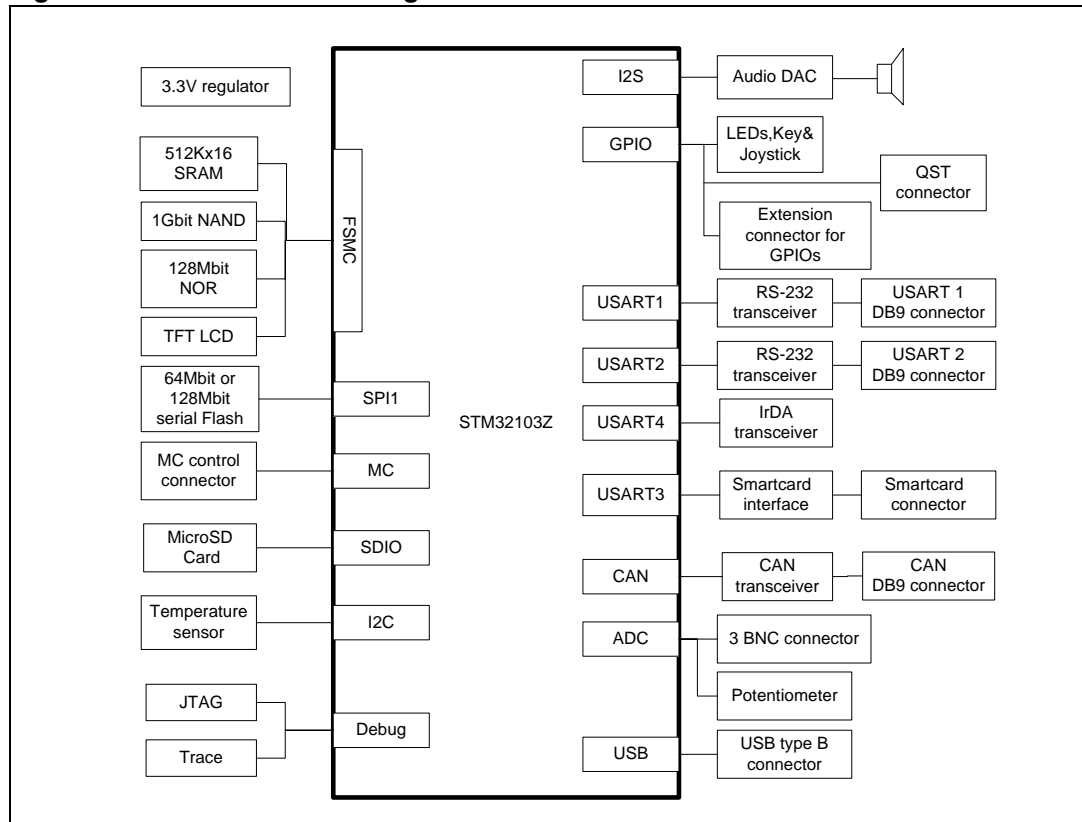 3.3V regulator
512Kx16
SRAM
1Gbit NAND
128Mbit
NOR
TFT LCD
64Mbit or
128Mbit
serial Flash
MC control
connector
MicroSD
Card
Temperature
sensor
JTAG
Trace
FSMC
SPI1
MC
SDIO
I2C
Debug
STM32103Z
I2S
GPIO
USART1
USART2
USART4
USART3
CAN
ADC
USB
Audio DAC
LEDs,Key&
Joystick
QST
connector
Extension
connector for
GPIOs
RS-232
transceiver
USART 1
DB9 connector
RS-232
transceiver
USART 2
DB9 connector
IrDA
transceiver
Smartcard
interface
Smartcard
connector
CAN
transceiver
CAN
DB9 connector
3 BNC connector
Potentiometer
USB type B
connector